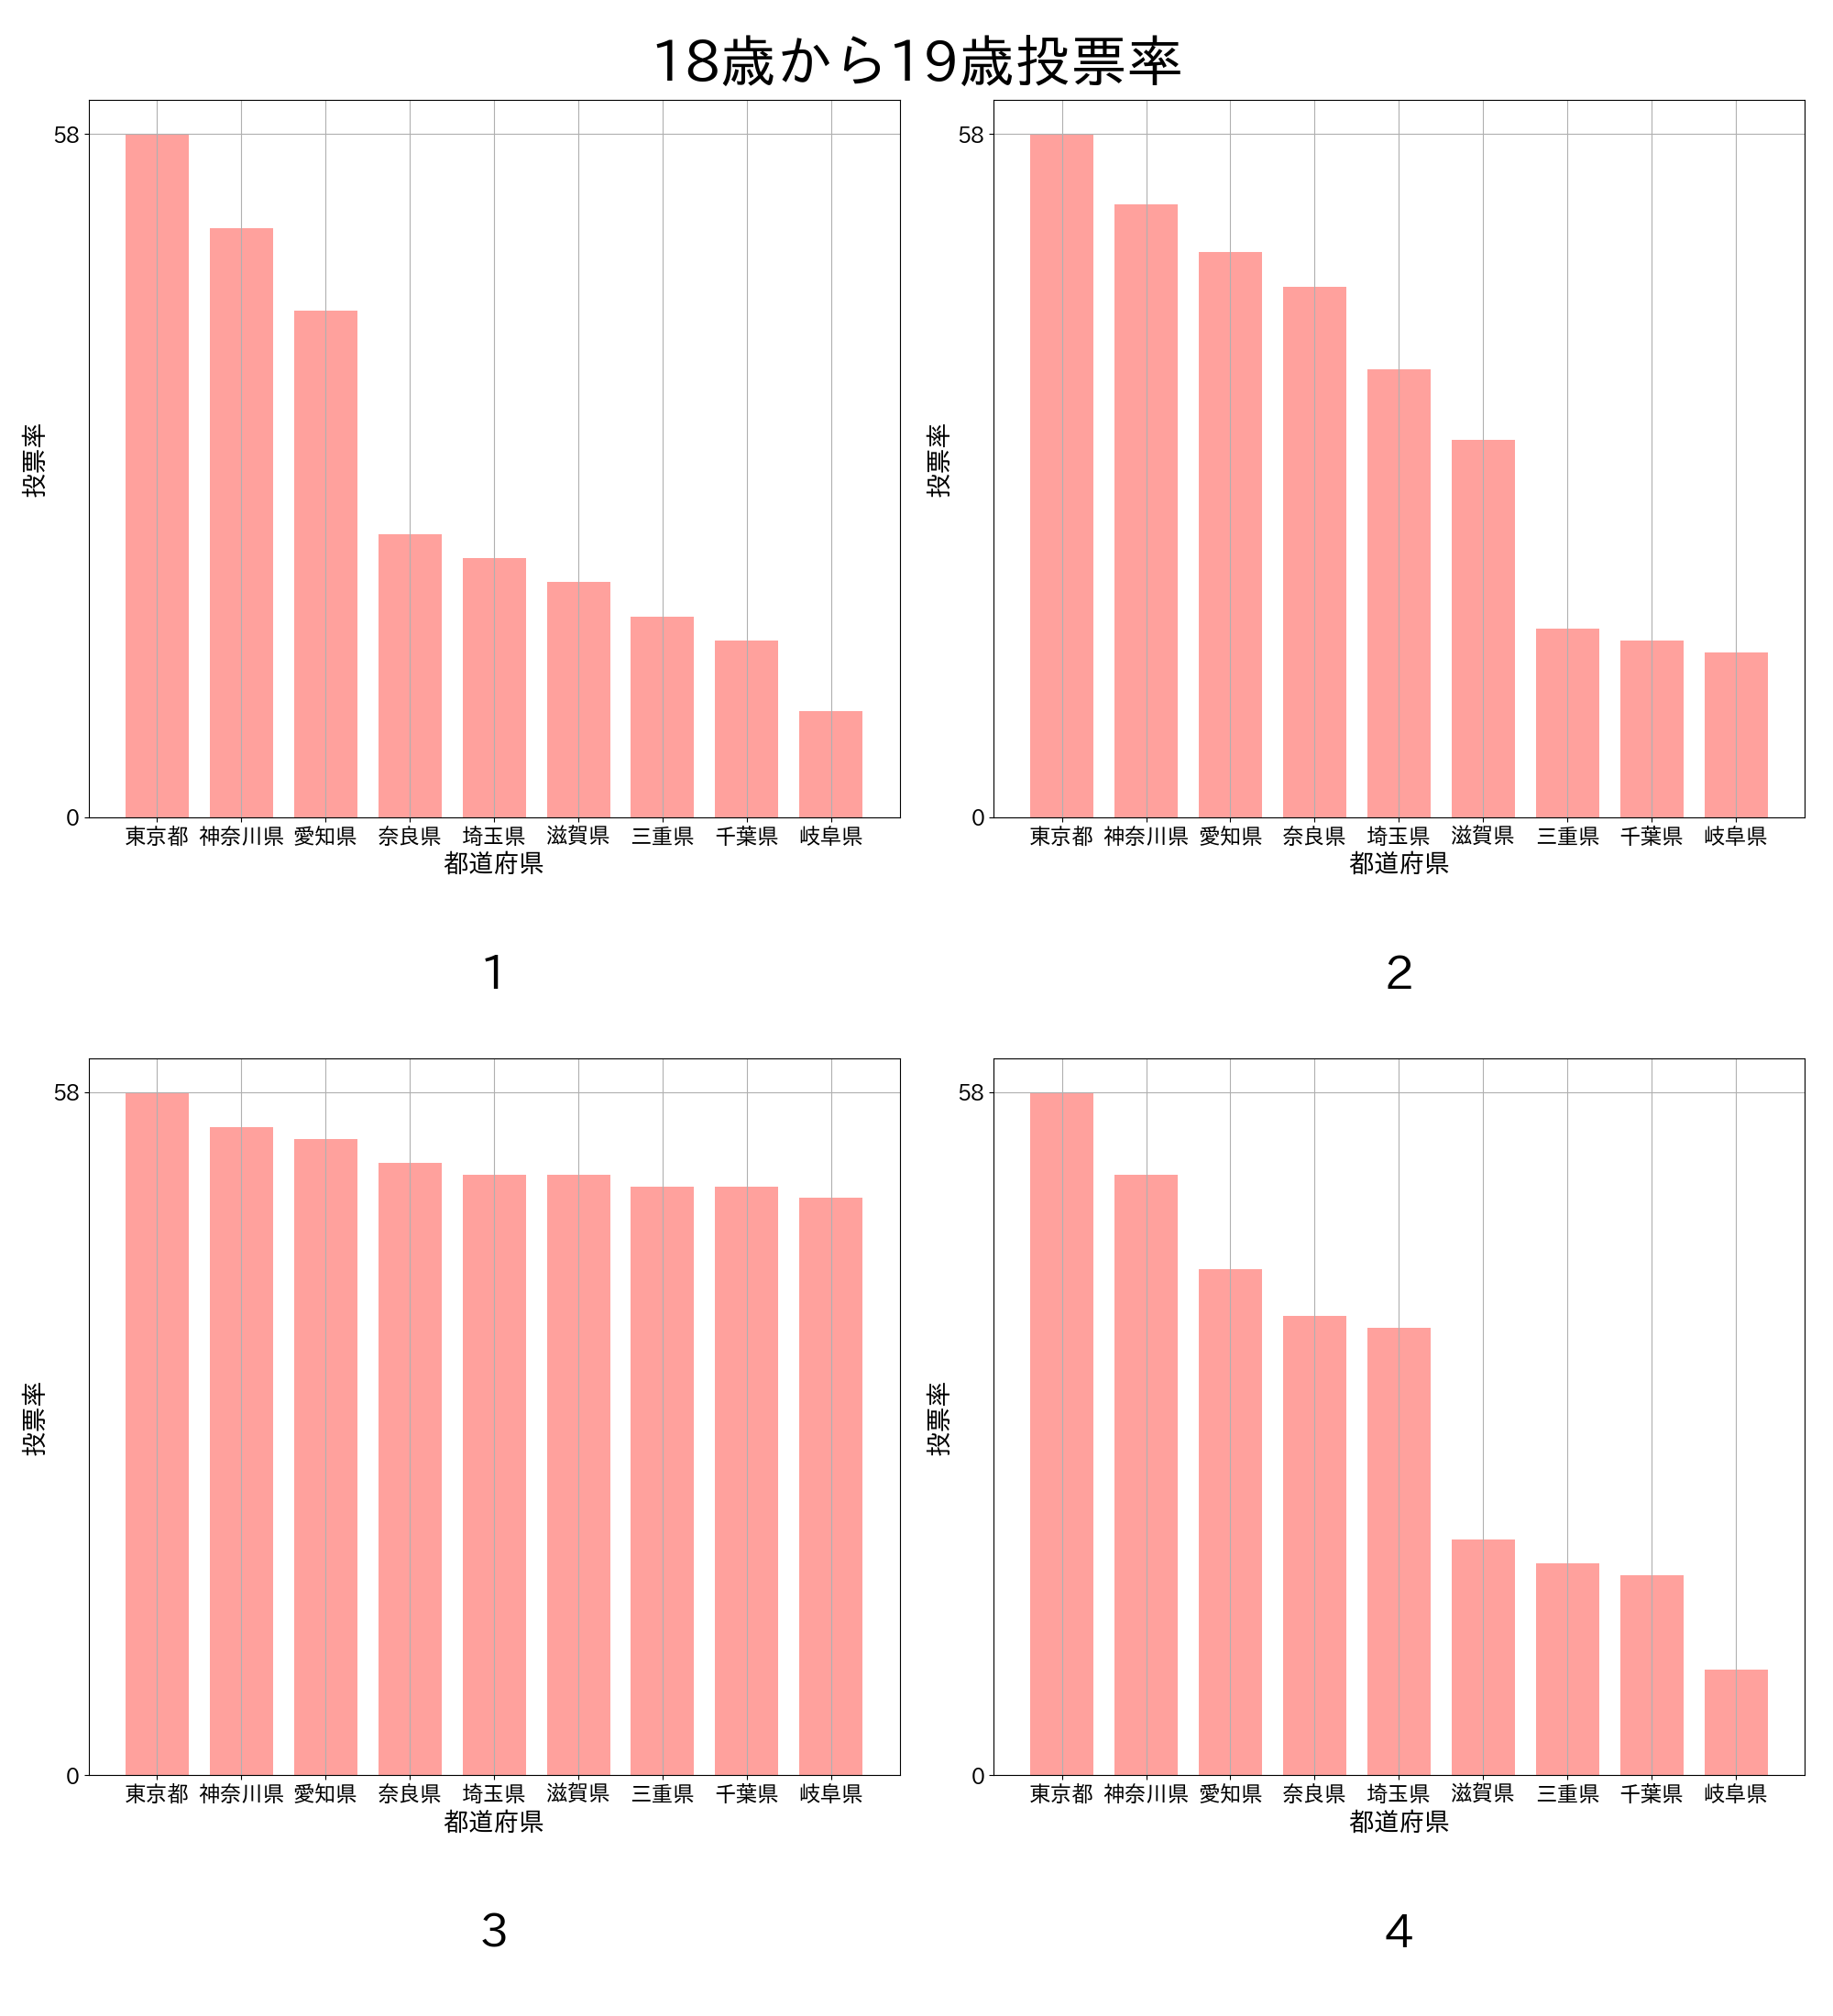 18歳から19歳投票率
58
0
投票率
東京都 神奈川県 愛知県 奈良県 埼玉県 滋賀県 三重県 千葉県 岐阜県
都道府県
1
58
0
投票率
東京都 神奈川県 愛知県 奈良県 埼玉県 滋賀県 三重県 千葉県 岐阜県
都道府県
2
58
0
投票率
東京都 神奈川県 愛知県 奈良県 埼玉県 滋賀県 三重県 千葉県 岐阜県
都道府県
3
58
0
投票率
東京都 神奈川県 愛知県 奈良県 埼玉県 滋賀県 三重県 千葉県 岐阜県
都道府県
4